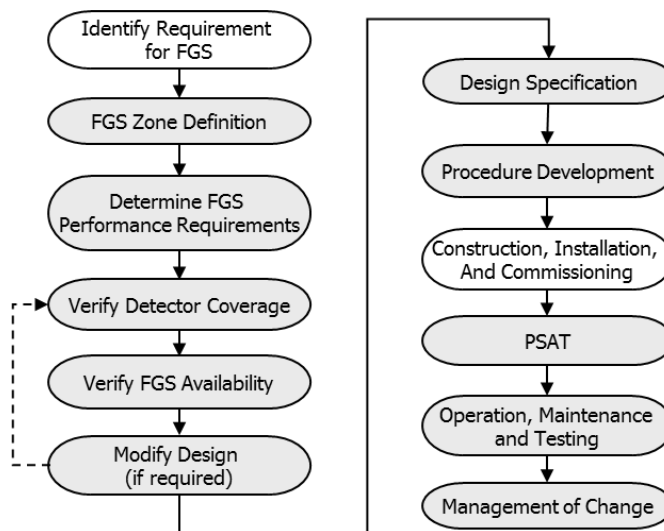 Identify Requirement
for FGS
FGS Zone Definition
Determine FGS
Performance Requirements
Verify Detector Coverage
Verify FGS Availability
Modify Design
(if required)
Design Specification
Procedure Development
Construction, Installation,
And Commissioning
PSAT
Operation, Maintenance
and Testing
Management of Change